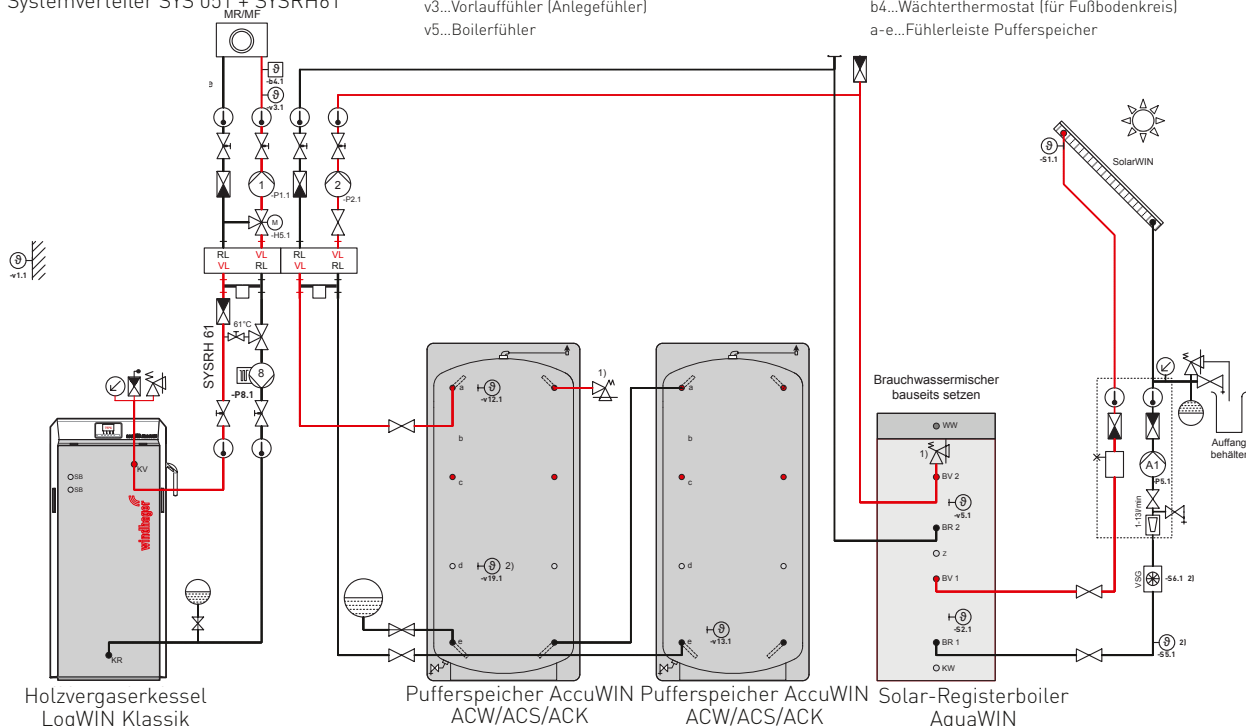 Systemverteiler SYS 051 + SYSRH61
v3...Vorlauffühler (Anlegefühler)
v5...Boilerfühler
b4...Wächterthermostat (für Fußbodenkreis)
a-e...Fühlerleiste Pufferspeicher
MR/MF
ϑ
-b4.1
ϑ
-v3.1
1
-P1.1
2
-P2.1
M
-H5.1
RL VL RL VL
VL RL VL RL
ϑ
-v1.1
SYSRH 61
61°C
8
-P8.1
SB
SB
KV
windhager
KR
Holzvergaserkessel
LogWIN Klassik
a
ϑ
-v12.1
1)
b
c
d
ϑ 2)
-v19.1
e
Pufferspeicher AccuWIN
ACW/ACS/ACK
a
b
c
d
e
ϑ
-v13.1
Pufferspeicher AccuWIN
ACW/ACS/ACK
Brauchwassermischer
bauseits setzen
WW
1)
BV 2
ϑ
-v5.1
BR 2
Z
BV 1
ϑ
-S2.1
BR 1
KW
Solar-Registerboiler
AquaWIN
ϑ
-S1.1
SolarWIN
A1
-P5.1
1-13l/min
VSG
-S6.1 2)
ϑ 2)
-S5.1
Auffang
behälter